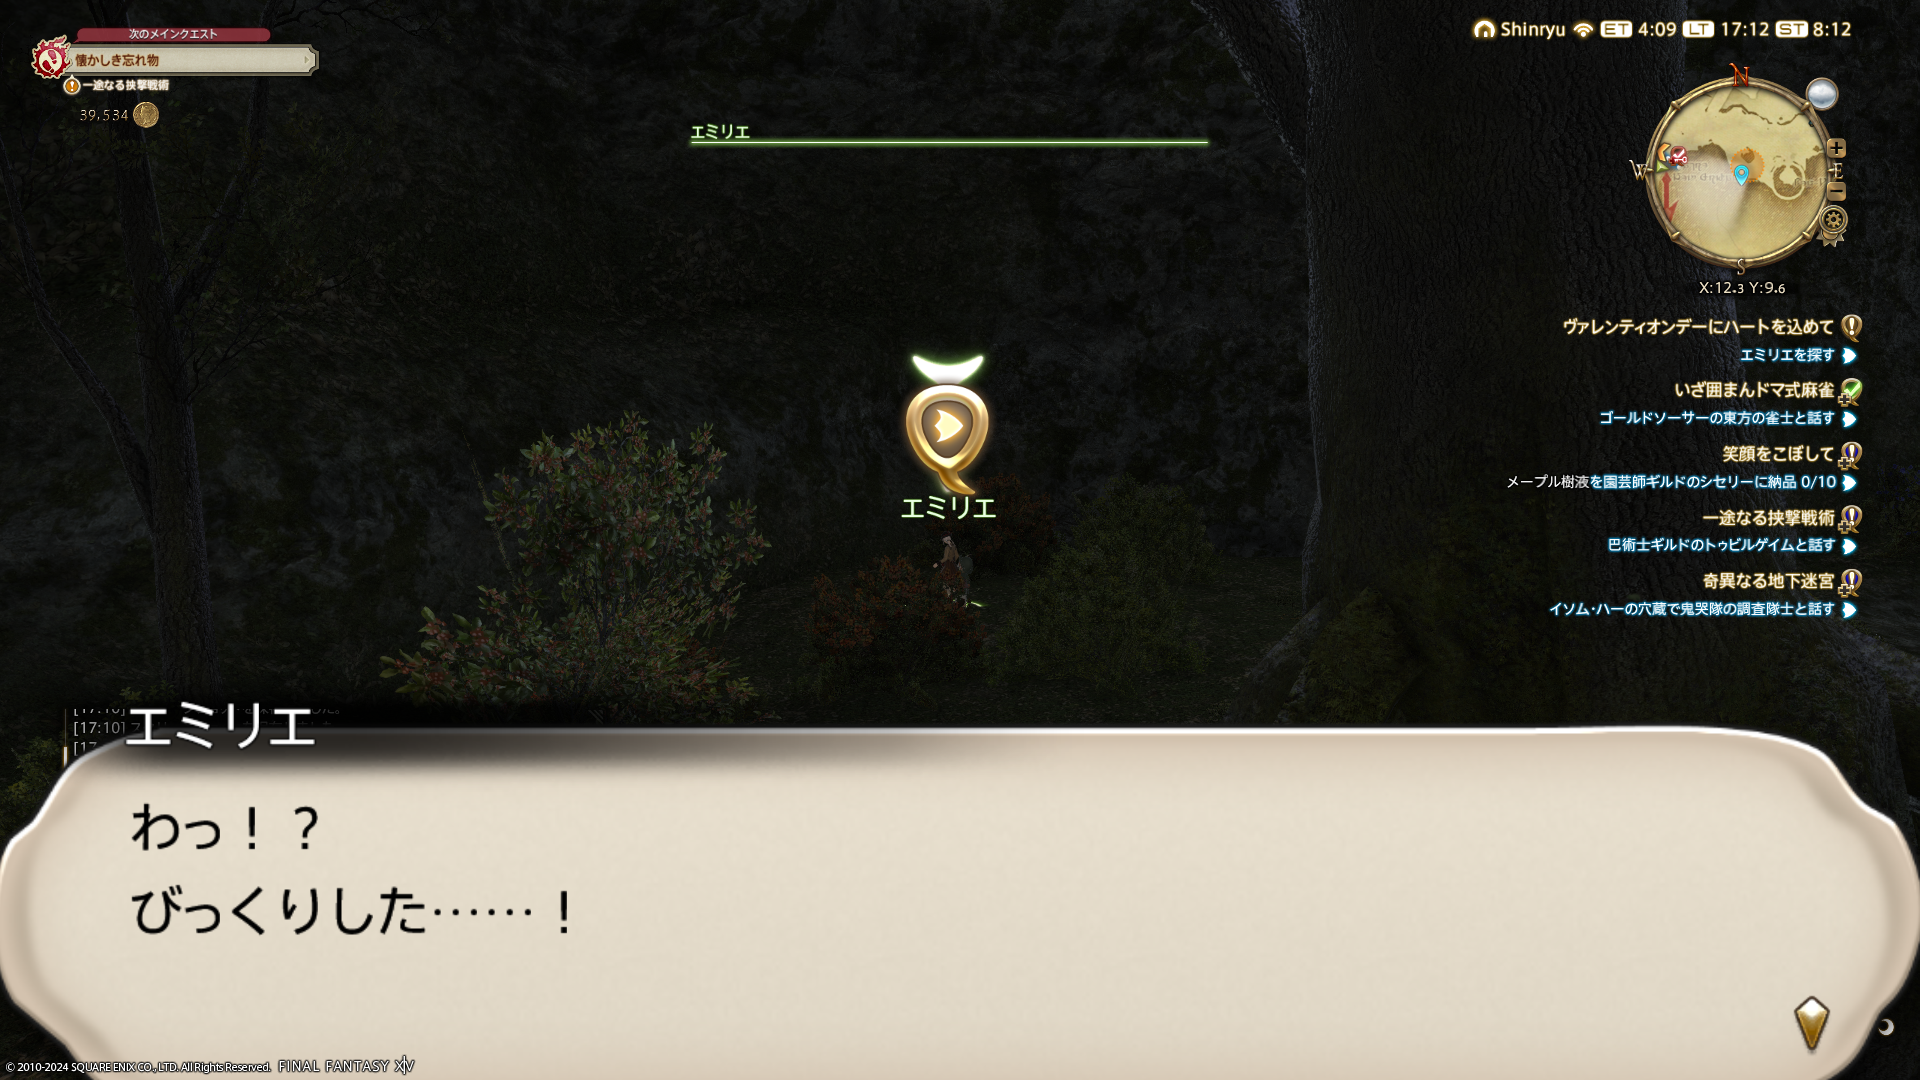 次のメインクエスト
懐かしき忘れ物
一途なる挟撃戦術
39,534
エミリエ
Shinryu ET 4:09 LT 17:12 ST 8:12
N
W
E
S
X:12.3 Y:9.6
ヴァレンティオンデーにハートを込めて
エミリエを探す
いざ囲まんドマ式麻雀
ゴールドソーサーの東方の雀士と話す
笑顔をこぼして
メープル樹液を園芸師ギルドのシセリーに納品 0/10
一途なる挟撃戦術
巴術士ギルドのトゥビルゲイムと話す
奇異なる地下迷宮
イソム・ハーの穴蔵で鬼哭隊の調査隊士と話す
エミリエ
[17:10]
[17:10]
[17
エミリエ
わっ！？
びっくりした……！
© 2010-2024 SQUARE ENIX CO., LTD. All Rights Reserved. FINAL FANTASY XIV